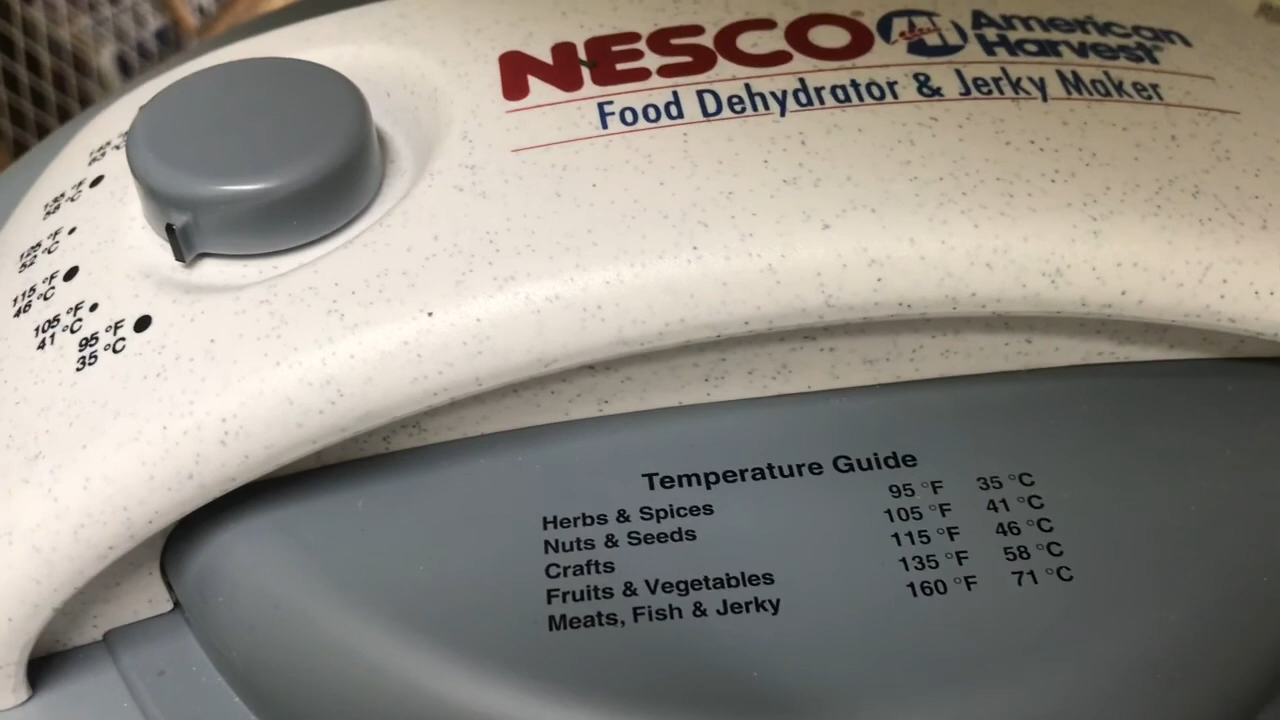 NESCO® American Harvest®
Food Dehydrator & Jerky Maker
145 °F
63 °C
135 °F
58 °C
125 °F
52 °C
115 °F
46 °C
105 °F
41 °C
95 °F
35 °C
Temperature Guide
Herbs & Spices 95 °F 35 °C
Nuts & Seeds 105 °F 41 °C
Crafts 115 °F 46 °C
Fruits & Vegetables 135 °F 58 °C
Meats, Fish & Jerky 160 °F 71 °C